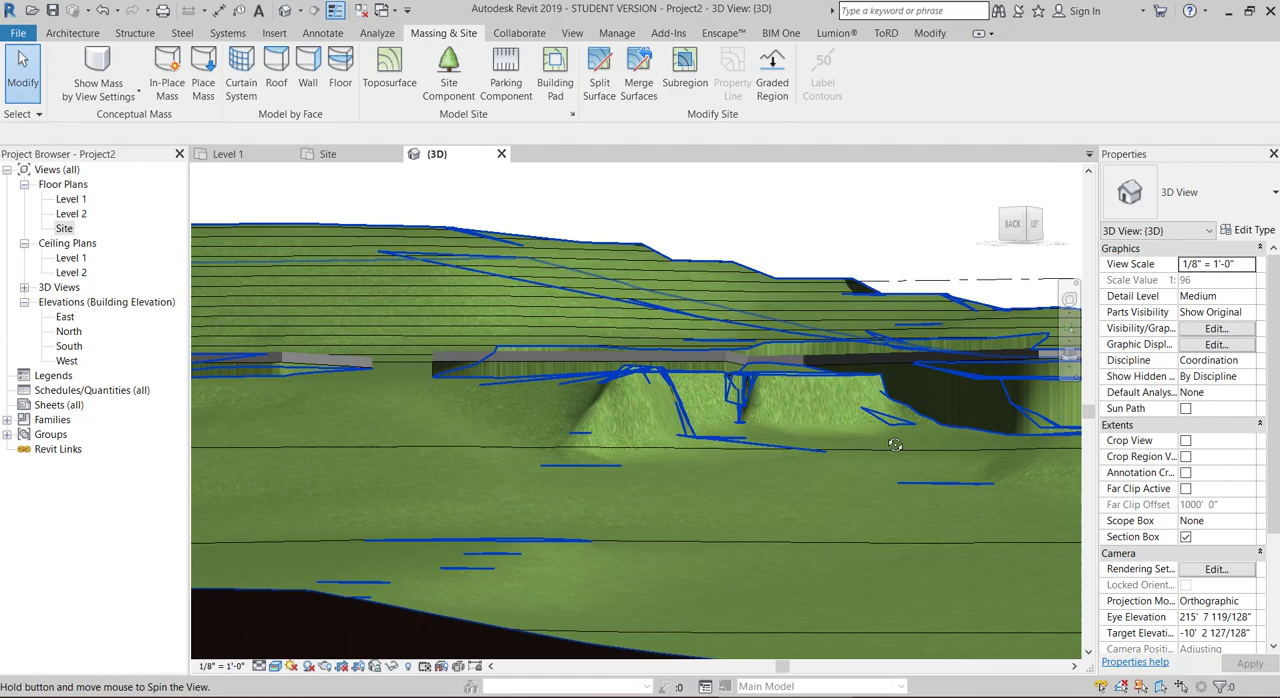 Autodesk Revit 2019 - STUDENT VERSION - Project2 - 3D View: {3D}
Type a keyword or phrase
Sign In
File Architecture Structure Steel Systems Insert Annotate Analyze Massing & Site Collaborate View Manage Add-Ins Enscape™ BIM One Lumion® ToRD Modify
Modify
Show Mass
by View Settings
In-Place
Mass
Place
Mass
Curtain
System
Roof
Wall
Floor
Toposurface
Site
Component
Parking
Component
Building
Pad
Split
Surface
Merge
Surfaces
Subregion
Property
Line
Graded
Region
50
Label
Contours
Select
Conceptual Mass
Model by Face
Model Site
Modify Site
Project Browser - Project2
Views (all)
Floor Plans
Level 1
Level 2
Site
Ceiling Plans
Level 1
Level 2
3D Views
Elevations (Building Elevation)
East
North
South
West
Legends
Schedules/Quantities (all)
Sheets (all)
Families
Groups
Revit Links
Level 1
Site
{3D}
BACK
Properties
3D View
3D View: {3D}
Edit Type
Graphics
View Scale 1/8" = 1'-0"
Scale Value 1: 96
Detail Level Medium
Parts Visibility Show Original
Visibility/Grap... Edit...
Graphic Displ... Edit...
Discipline Coordination
Show Hidden ... By Discipline
Default Analys... None
Sun Path
Extents
Crop View
Crop Region V...
Annotation Cr...
Far Clip Active
Far Clip Offset 1000' 0"
Scope Box None
Section Box
Camera
Rendering Set... Edit...
Locked Orient...
Projection Mo... Orthographic
Eye Elevation 215' 7 119/128"
Target Elevati... -10' 2 127/128"
Camera Positi... Adjusting
Properties help
Apply
1/8" = 1'-0"
Hold button and move mouse to Spin the View.
:0
Main Model
:0